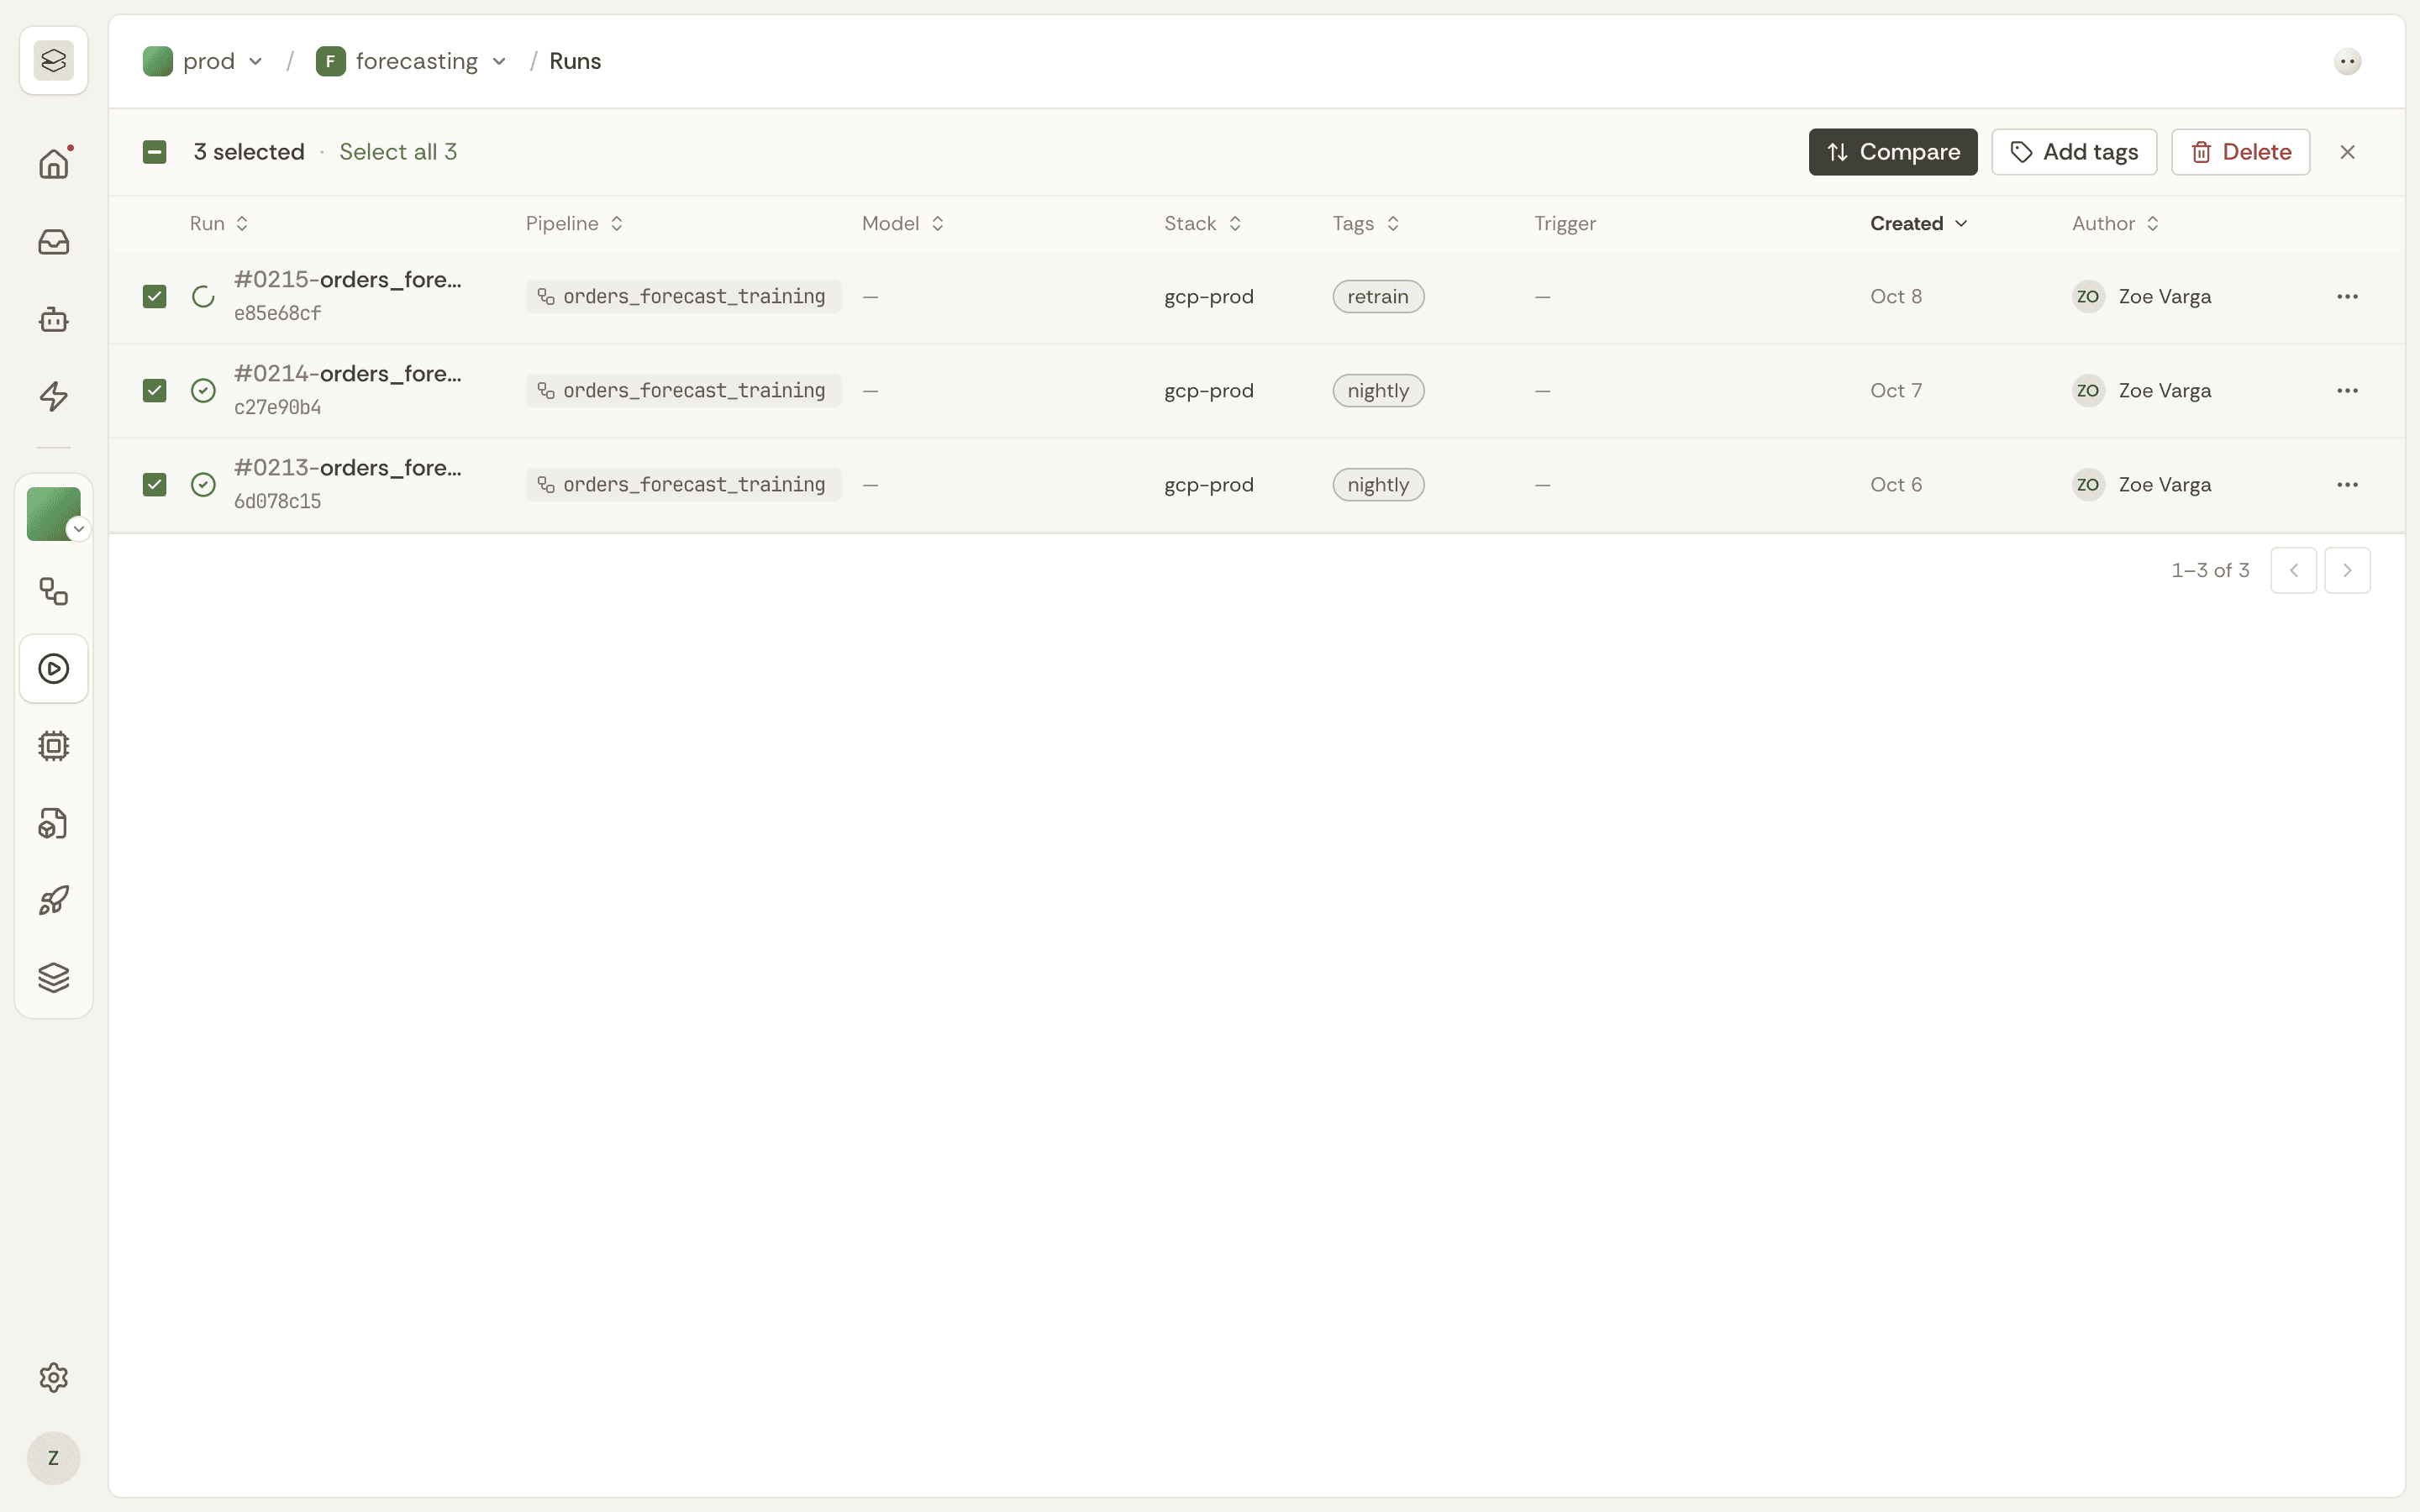 prod / F forecasting / Runs
3 selected · Select all 3 Compare Add tags Delete
Run Pipeline Model Stack Tags Trigger Created Author
#0215-orders_fore... orders_forecast_training — gcp-prod retrain — Oct 8 ZO Zoe Varga
e85e68cf
#0214-orders_fore... orders_forecast_training — gcp-prod nightly — Oct 7 ZO Zoe Varga
c27e90b4
#0213-orders_fore... orders_forecast_training — gcp-prod nightly — Oct 6 ZO Zoe Varga
6d078c15
1–3 of 3
Z